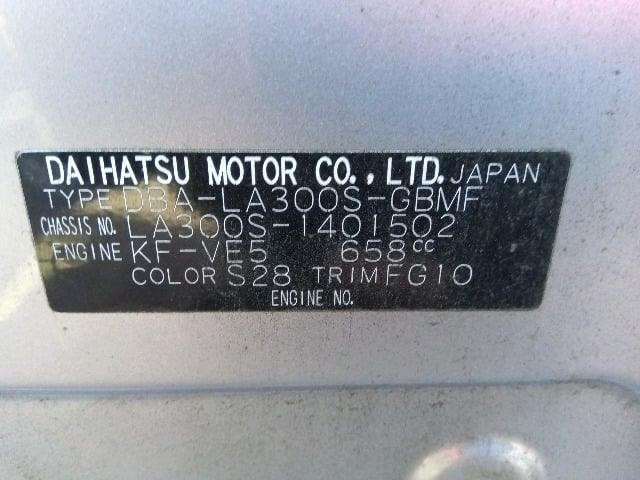 DAIHATSU MOTOR CO., LTD. JAPAN
TYPE DBA-LA300S-GBMF
CHASSIS NO. LA300S-1401502
ENGINE KF-VE5 658cc
COLOR S28 TRIM FG10
ENGINE NO.